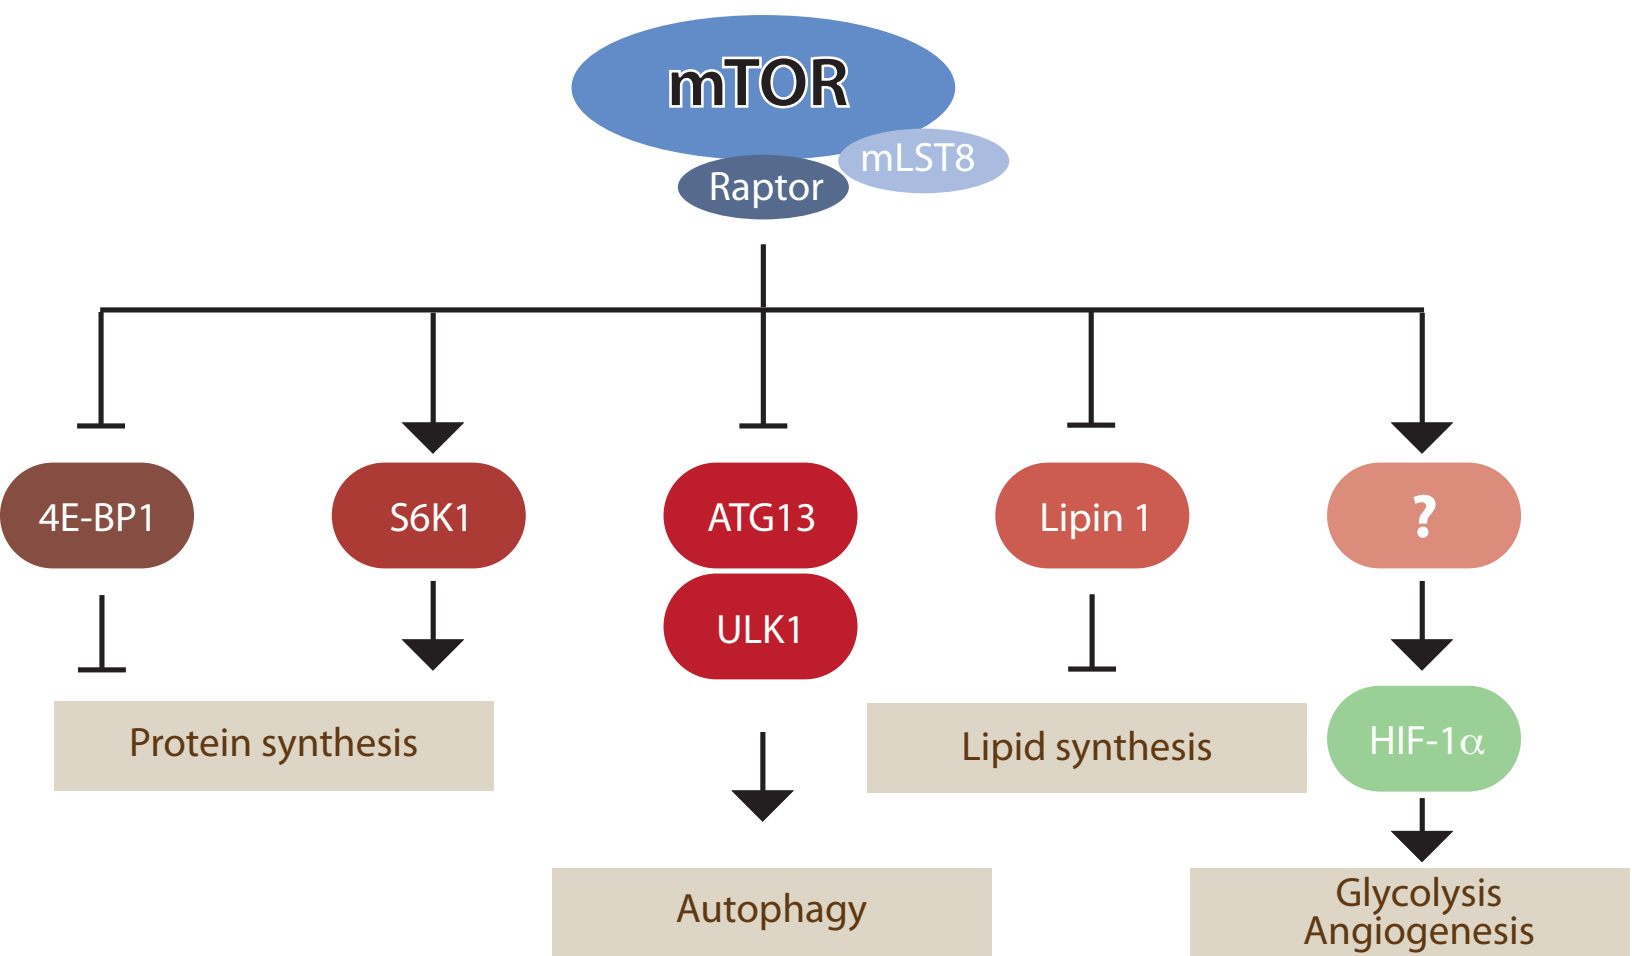 mTOR
mLST8
Raptor
4E-BP1
S6K1
ATG13
Lipin 1
?
ULK1
Protein synthesis
Lipid synthesis
HIF-1α
Autophagy
Glycolysis
Angiogenesis